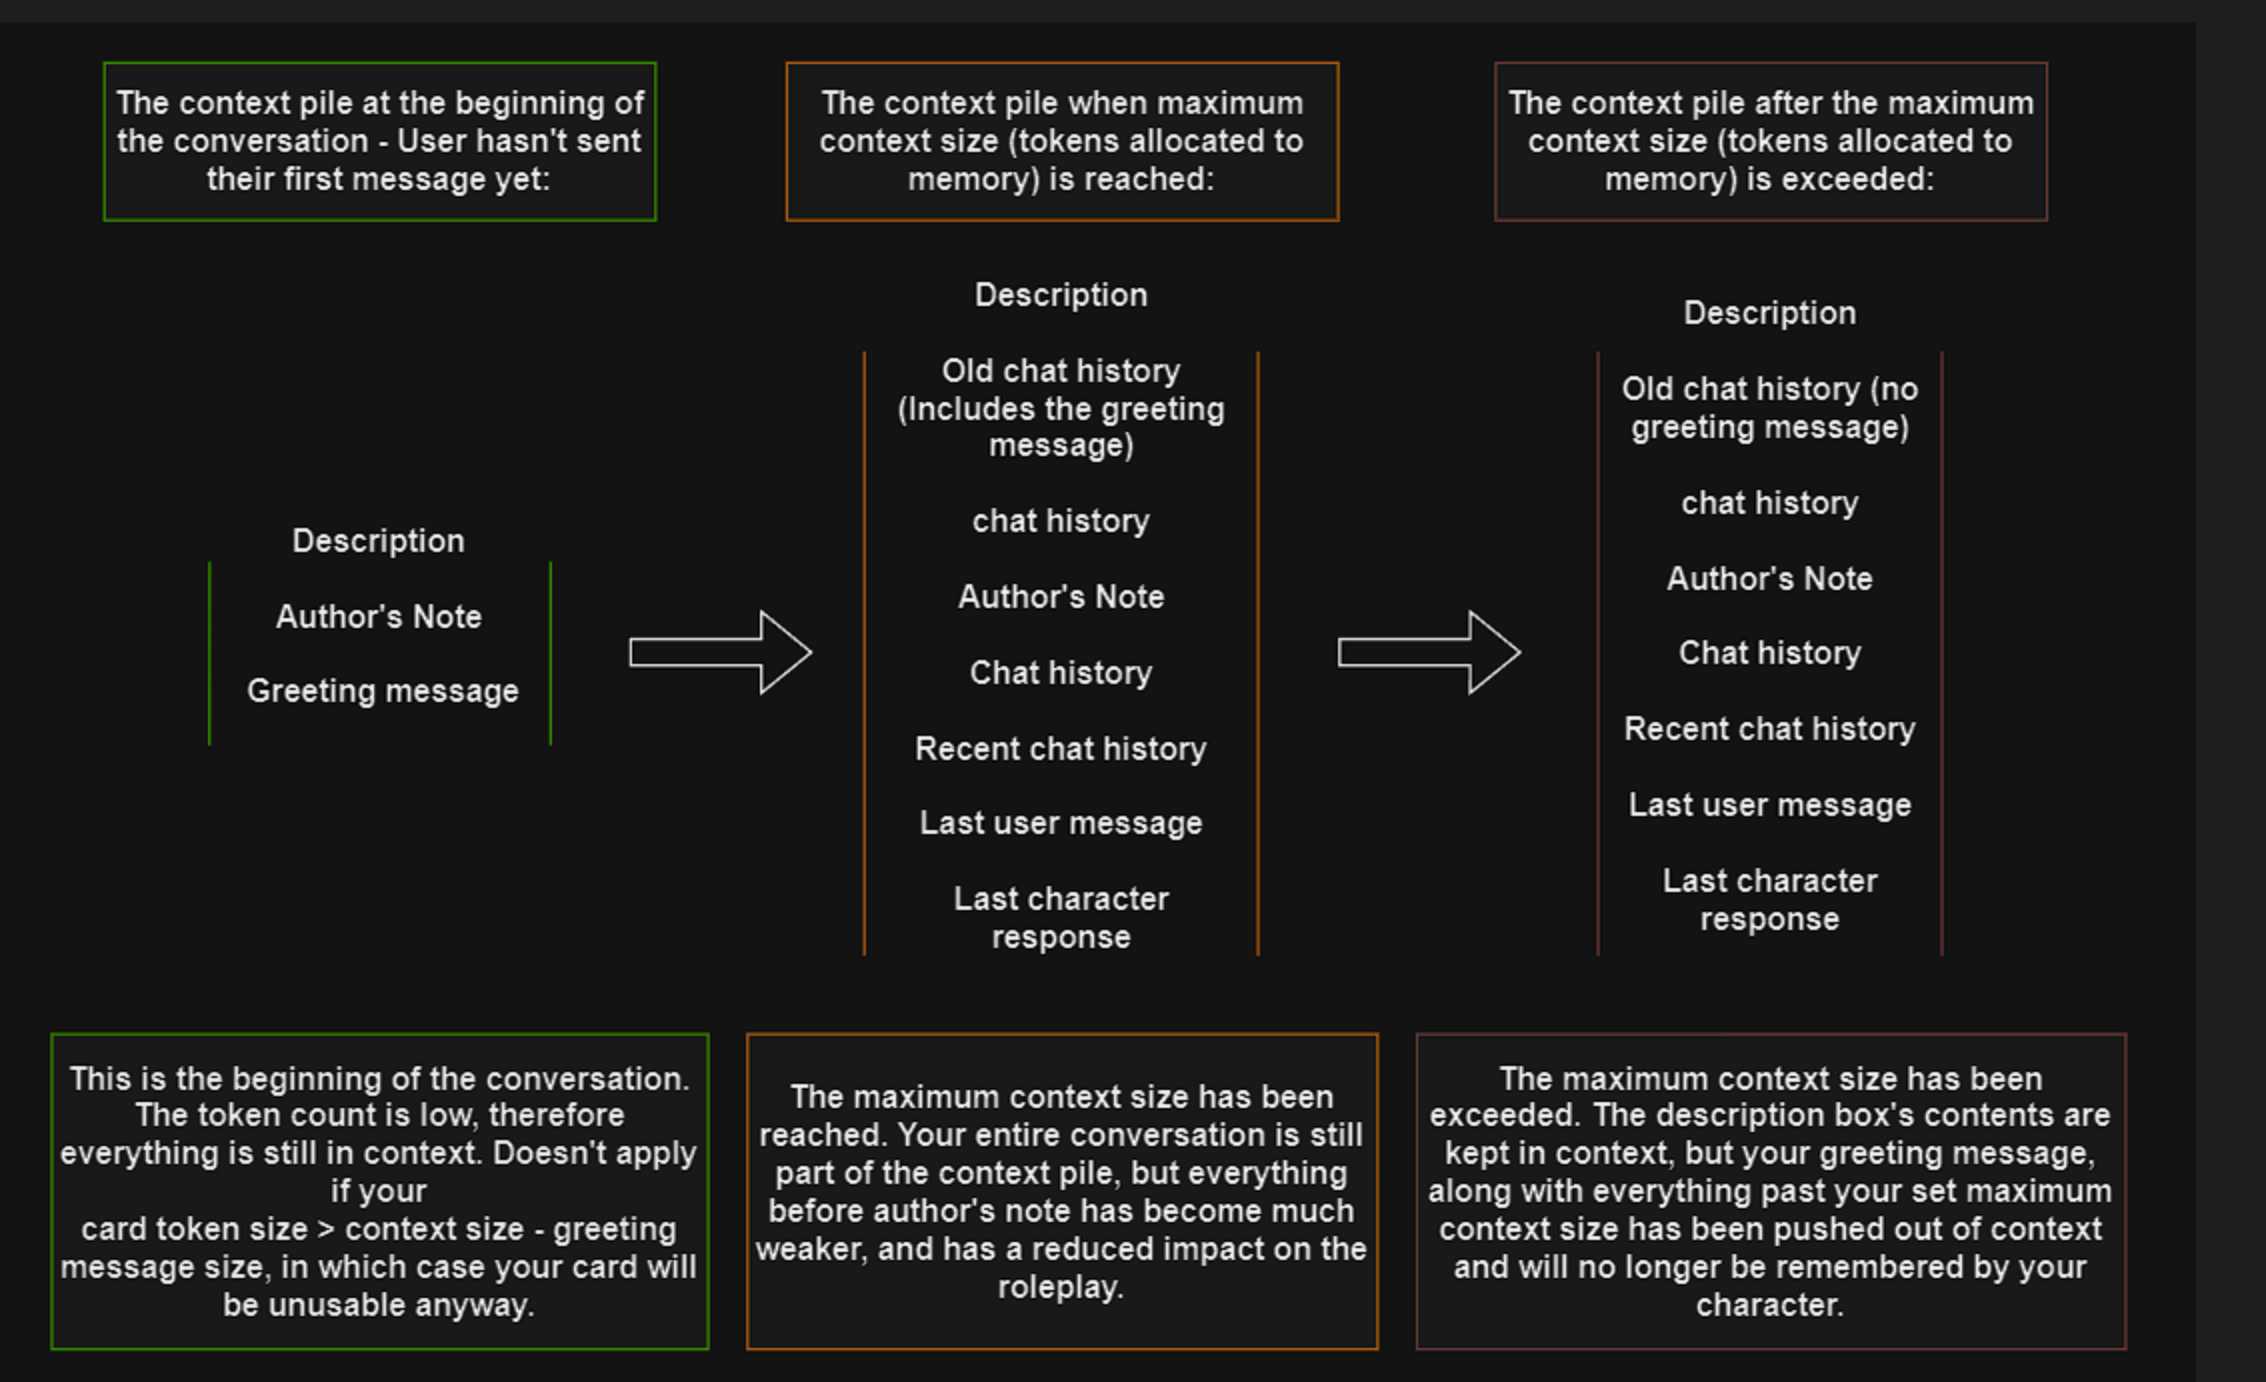 The context pile at the beginning of
the conversation - User hasn't sent
their first message yet:
The context pile when maximum
context size (tokens allocated to
memory) is reached:
The context pile after the maximum
context size (tokens allocated to
memory) is exceeded:
Description
Author's Note
Greeting message
Description
Old chat history
(Includes the greeting
message)
chat history
Author's Note
Chat history
Recent chat history
Last user message
Last character
response
Description
Old chat history (no
greeting message)
chat history
Author's Note
Chat history
Recent chat history
Last user message
Last character
response
This is the beginning of the conversation.
The token count is low, therefore
everything is still in context. Doesn't apply
if your
card token size > context size - greeting
message size, in which case your card will
be unusable anyway.
The maximum context size has been
reached. Your entire conversation is still
part of the context pile, but everything
before author's note has become much
weaker, and has a reduced impact on the
roleplay.
The maximum context size has been
exceeded. The description box's contents are
kept in context, but your greeting message,
along with everything past your set maximum
context size has been pushed out of context
and will no longer be remembered by your
character.